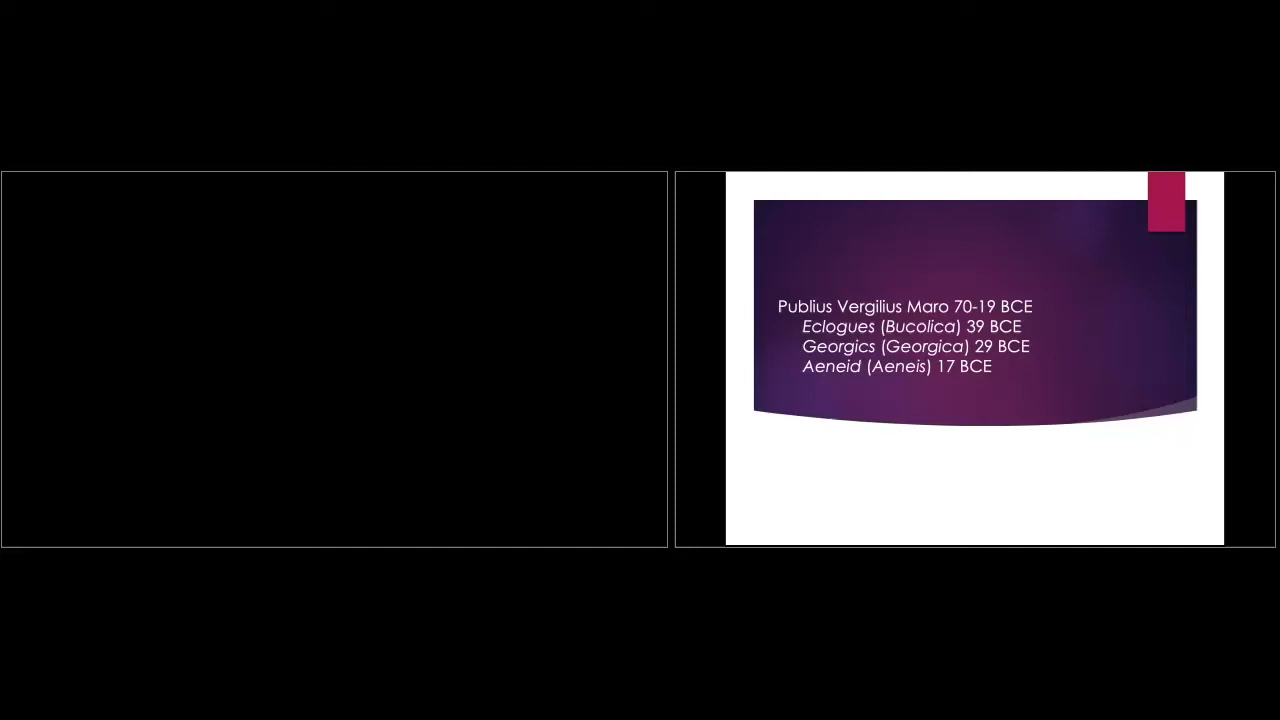 Publius Vergilius Maro 70-19 BCE
Eclogues (Bucolica) 39 BCE
Georgics (Georgica) 29 BCE
Aeneid (Aeneis) 17 BCE